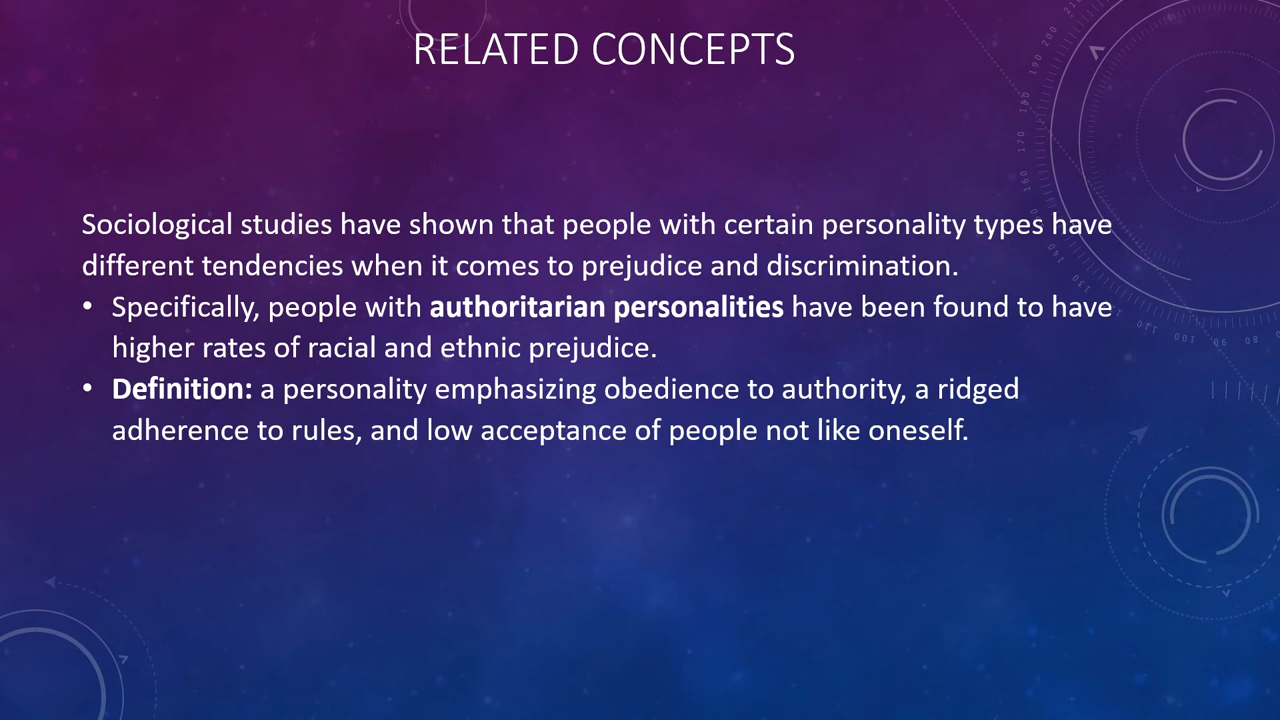 RELATED CONCEPTS
Sociological studies have shown that people with certain personality types have
different tendencies when it comes to prejudice and discrimination.
• Specifically, people with authoritarian personalities have been found to have
higher rates of racial and ethnic prejudice.
• Definition: a personality emphasizing obedience to authority, a ridged
adherence to rules, and low acceptance of people not like oneself.